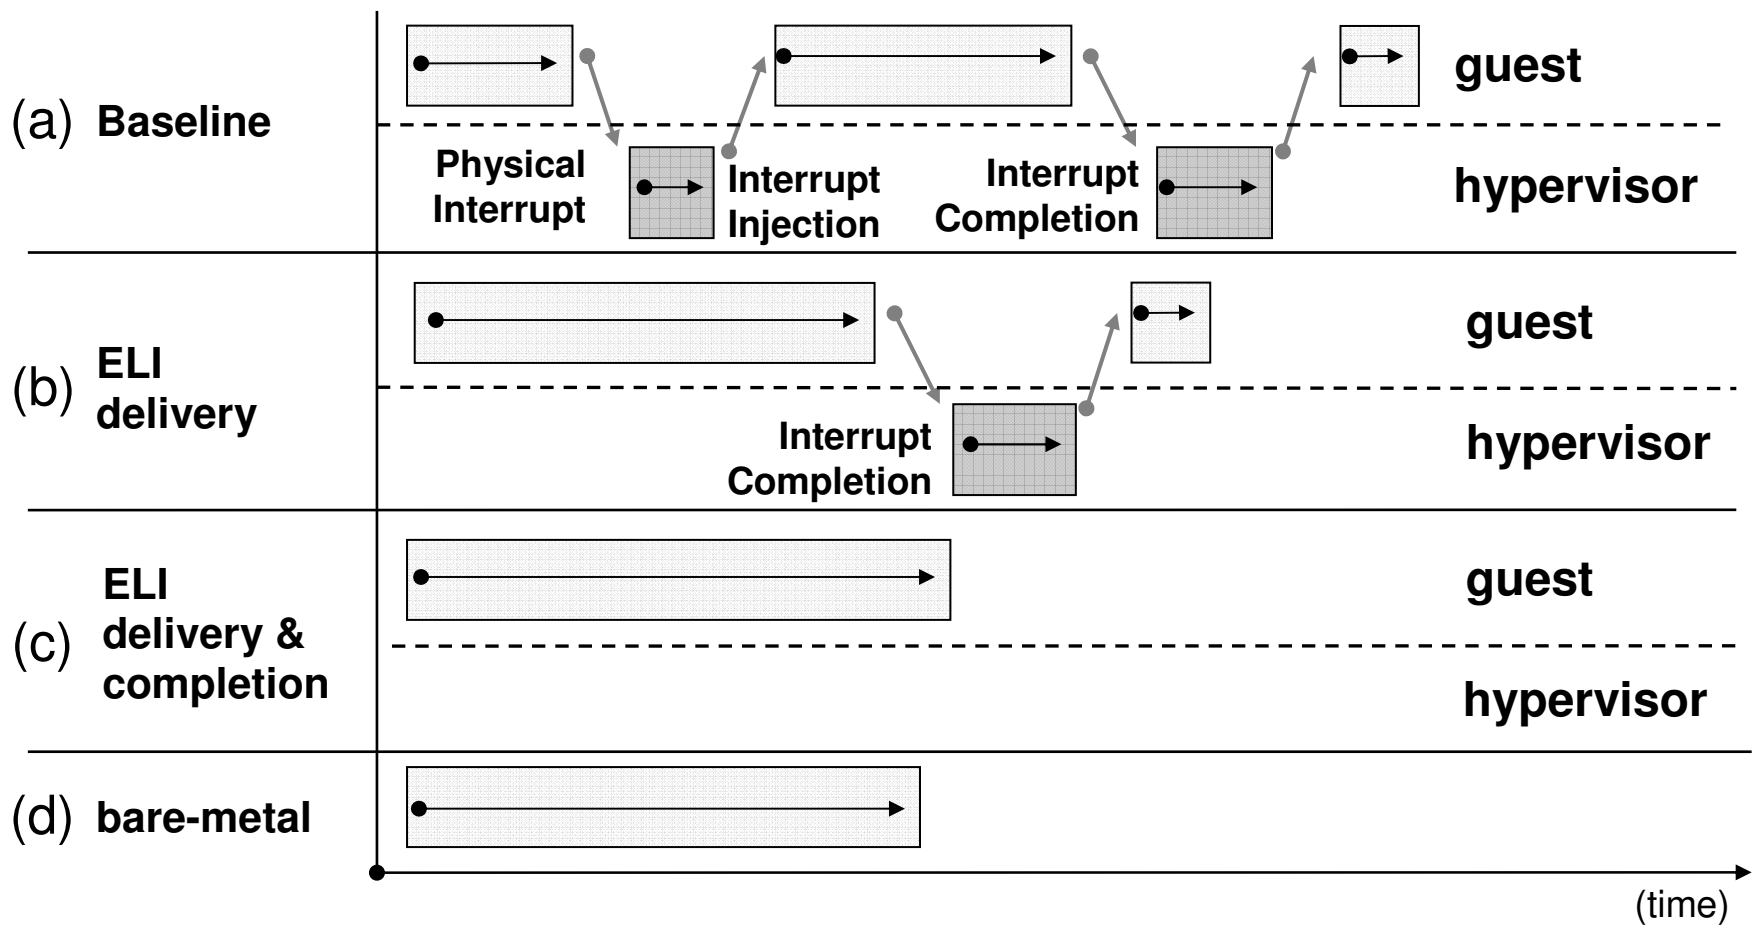 (a) Baseline
guest
Physical
Interrupt
Interrupt
Injection
Interrupt
Completion
hypervisor
(b) ELI
delivery
guest
Interrupt
Completion
hypervisor
(c) ELI
delivery &
completion
guest
hypervisor
(d) bare-metal
(time)